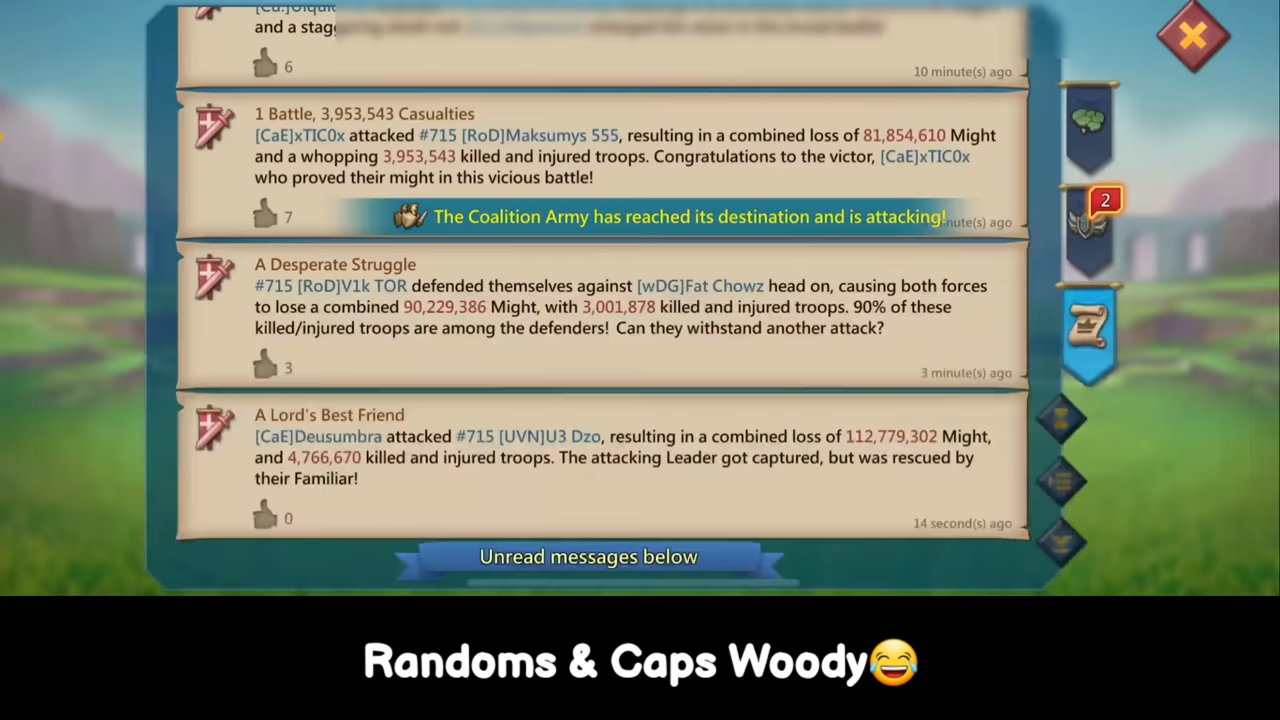 and a
6
10 minute(s) ago
1 Battle, 3,953,543 Casualties
[CaE]xTIC0x attacked #715 [RoD]Maksumys 555, resulting in a combined loss of 81,854,610 Might
and a whopping 3,953,543 killed and injured troops. Congratulations to the victor, [CaE]xTIC0x
who proved their might in this vicious battle!
7
The Coalition Army has reached its destination and is attacking!
ago
A Desperate Struggle
#715 [RoD]V1k TOR defended themselves against [wDG]Fat Chowz head on, causing both forces
to lose a combined 90,229,386 Might, with 3,001,878 killed and injured troops. 90% of these
killed/injured troops are among the defenders! Can they withstand another attack?
3
3 minute(s) ago
A Lord's Best Friend
[CaE]Deusumbra attacked #715 [UVN]U3 Dzo, resulting in a combined loss of 112,779,302 Might,
and 4,766,670 killed and injured troops. The attacking Leader got captured, but was rescued by
their Familiar!
0
14 second(s) ago
2
Unread messages below
Randoms & Caps Woody😂